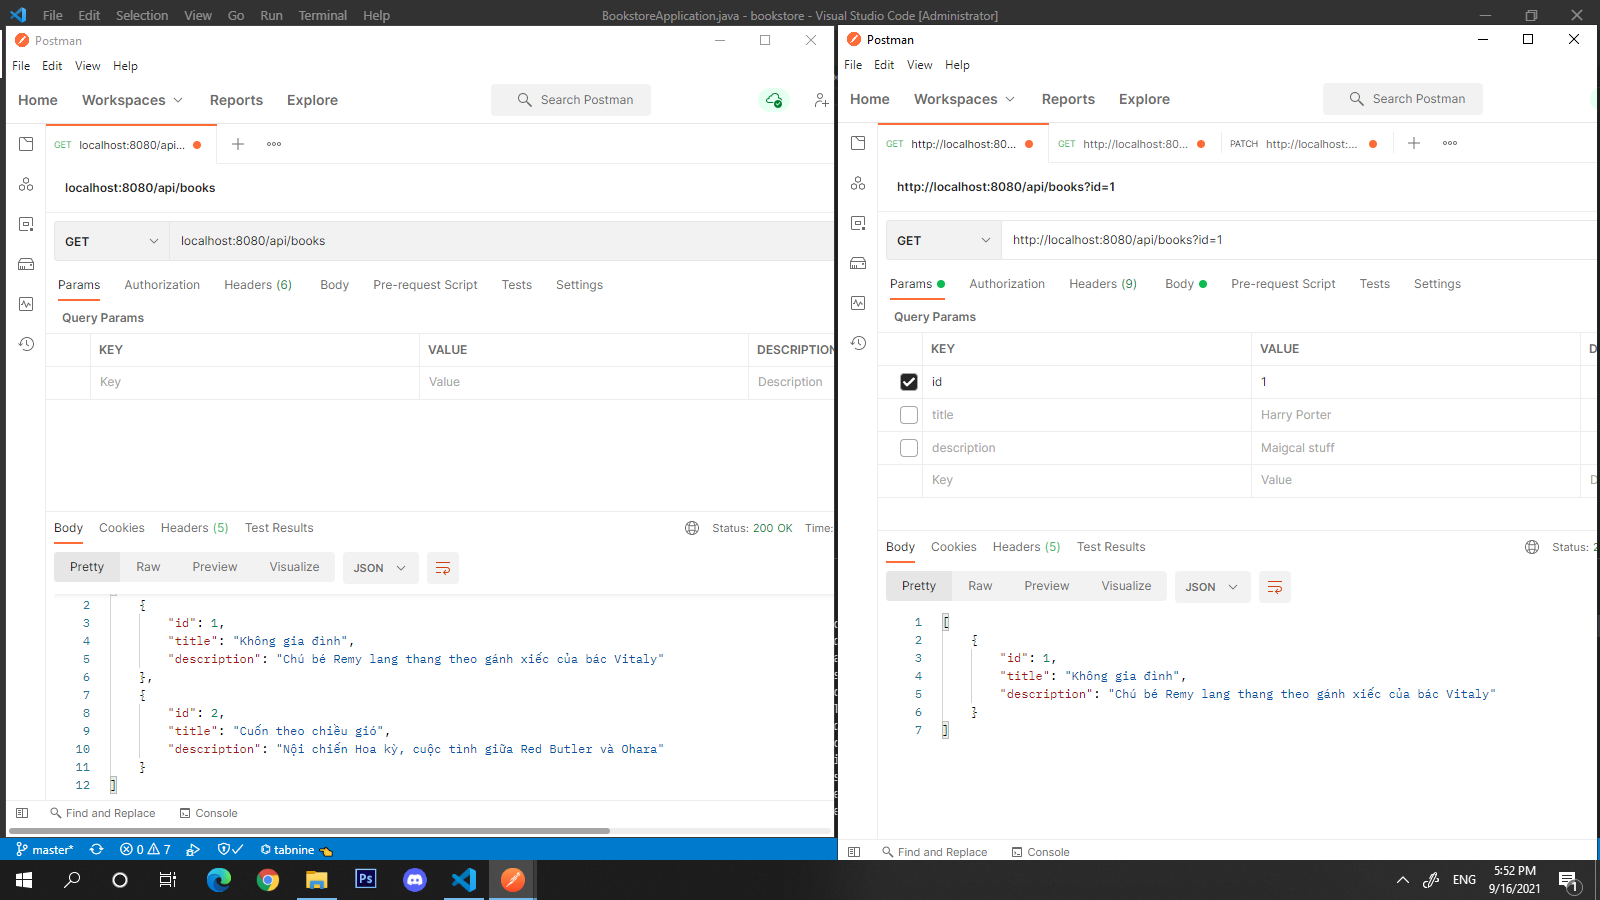 File Edit Selection View Go Run Terminal Help BookstoreApplication.java - bookstore - Visual Studio Code [Administrator]
Postman
File Edit View Help
Home Workspaces Reports Explore Search Postman
GET localhost:8080/api...
localhost:8080/api/books
GET localhost:8080/api/books
Params Authorization Headers (6) Body Pre-request Script Tests Settings
Query Params
KEY VALUE DESCRIPTION
Key Value Description
Body Cookies Headers (5) Test Results Status: 200 OK Time:
Pretty Raw Preview Visualize JSON
2 {
3 "id": 1,
4 "title": "Không gia đình",
5 "description": "Chú bé Remy lang thang theo gánh xiếc của bác Vitaly"
6 },
7 {
8 "id": 2,
9 "title": "Cuốn theo chiều gió",
10 "description": "Nội chiến Hoa kỳ, cuộc tình giữa Red Butler và Ohara"
11 }
12 ]
Find and Replace Console
Postman
File Edit View Help
Home Workspaces Reports Explore Search Postman
GET http://localhost:80... GET http://localhost:80... PATCH http://localhost:...
http://localhost:8080/api/books?id=1
GET http://localhost:8080/api/books?id=1
Params Authorization Headers (9) Body Pre-request Script Tests Settings
Query Params
KEY VALUE D
id 1
title Harry Porter
description Maigcal stuff
Key Value D
Body Cookies Headers (5) Test Results Status: 2
Pretty Raw Preview Visualize JSON
1 [
2 {
3 "id": 1,
4 "title": "Không gia đình",
5 "description": "Chú bé Remy lang thang theo gánh xiếc của bác Vitaly"
6 }
7 ]
Find and Replace Console
master* 0 7 tabnine
Ps ENG 5:52 PM
9/16/2021 1